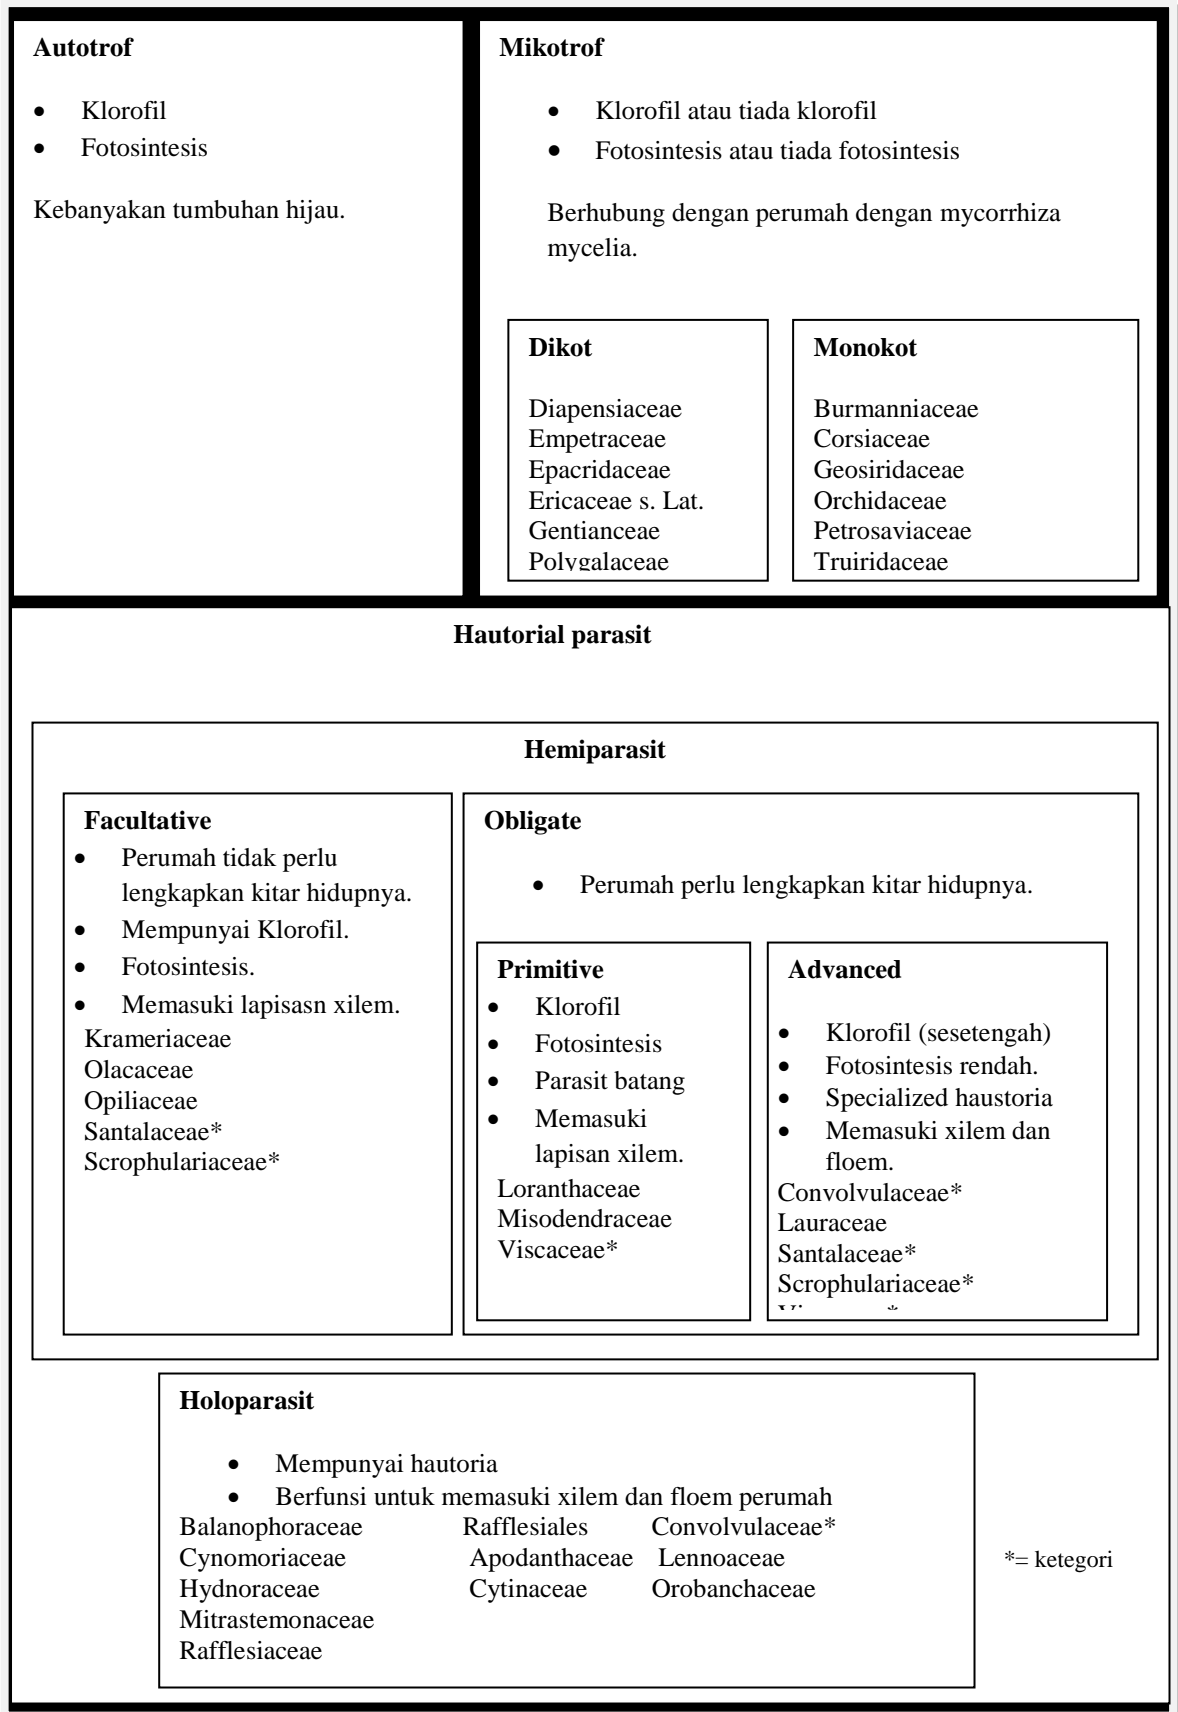 Autotrof
• Klorofil
• Fotosintesis
Kebanyakan tumbuhan hijau.
Mikotrof
• Klorofil atau tiada klorofil
• Fotosintesis atau tiada fotosintesis
Berhubung dengan perumah dengan mycorrhiza
mycelia.
Dikot
Diapensiaceae
Empetraceae
Epacridaceae
Ericaceae s. Lat.
Gentianceae
Polygalaceae
Monokot
Burmanniaceae
Corsiaceae
Geosiridaceae
Orchidaceae
Petrosaviaceae
Truiridaceae
Hautorial parasit
Hemiparasit
Facultative
• Perumah tidak perlu
lengkapkan kitar hidupnya.
• Mempunyai Klorofil.
• Fotosintesis.
• Memasuki lapisasn xilem.
Krameriaceae
Olacaceae
Opiliaceae
Santalaceae*
Scrophulariaceae*
Obligate
• Perumah perlu lengkapkan kitar hidupnya.
Primitive
• Klorofil
• Fotosintesis
• Parasit batang
• Memasuki
lapisan xilem.
Loranthaceae
Misodendraceae
Viscaceae*
Advanced
• Klorofil (sesetengah)
• Fotosintesis rendah.
• Specialized haustoria
• Memasuki xilem dan
floem.
Convolvulaceae*
Lauraceae
Santalaceae*
Scrophulariaceae*
Holoparasit
• Mempunyai hautoria
• Berfunsi untuk memasuki xilem dan floem perumah
Balanophoraceae Rafflesiales Convolvulaceae*
Cynomoriaceae Apodanthaceae Lennoaceae
Hydnoraceae Cytinaceae Orobanchaceae
Mitrastemonaceae
Rafflesiaceae
*= ketegori